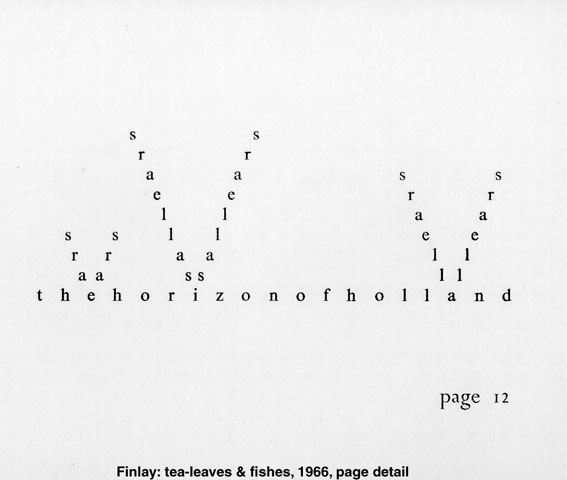 s s
r r
a a s s
e e r r
l l a a
s s l l e e
r r a a l l
a a s s l l
t h e h o r i z o n o f h o l l a n d
page 12
Finlay: tea-leaves & fishes, 1966, page detail